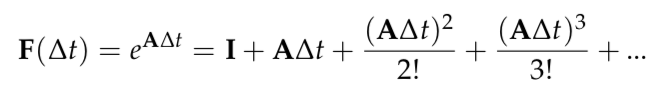 F(Δt) = e^{AΔt} = I + AΔt + (AΔt)²/2! + (AΔt)³/3! + ...